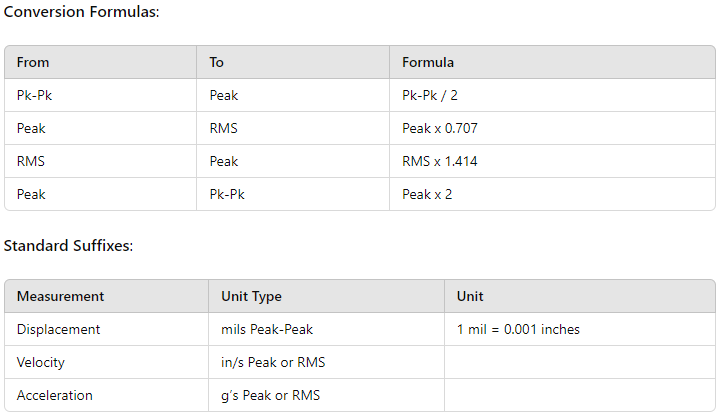 Conversion Formulas:
From To Formula
Pk-Pk Peak Pk-Pk / 2
Peak RMS Peak x 0.707
RMS Peak RMS x 1.414
Peak Pk-Pk Peak x 2
Standard Suffixes:
Measurement Unit Type Unit
Displacement mils Peak-Peak 1 mil = 0.001 inches
Velocity in/s Peak or RMS
Acceleration g's Peak or RMS